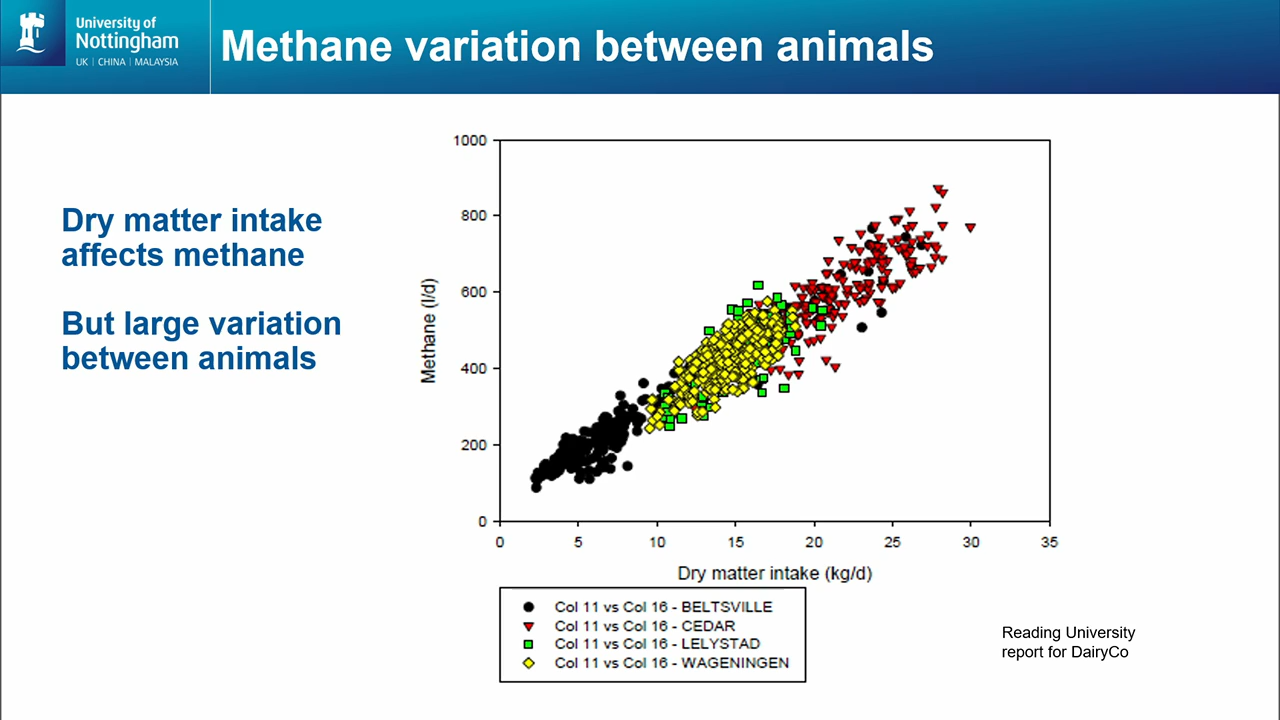 University of
Nottingham
UK | CHINA | MALAYSIA
Methane variation between animals
Dry matter intake
affects methane
But large variation
between animals
1000
800
600
400
200
0
Methane (l/d)
0 5 10 15 20 25 30 35
Dry matter intake (kg/d)
Col 11 vs Col 16 - BELTSVILLE
Col 11 vs Col 16 - CEDAR
Col 11 vs Col 16 - LELYSTAD
Col 11 vs Col 16 - WAGENINGEN
Reading University
report for DairyCo